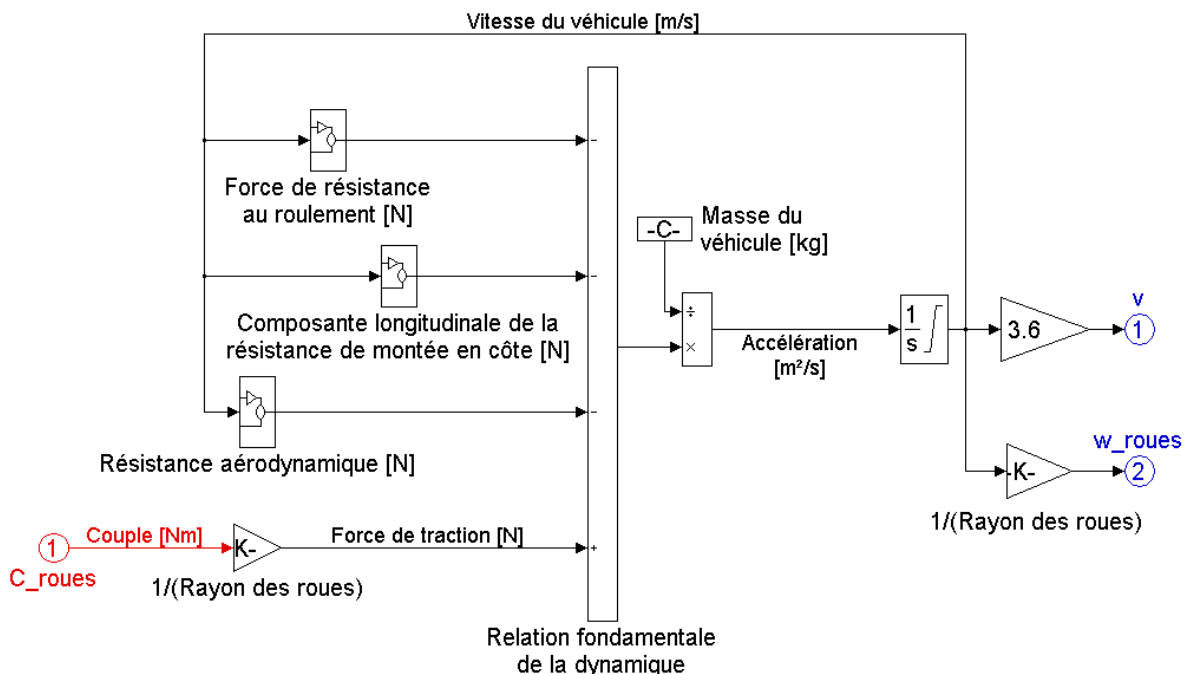 Vitesse du véhicule [m/s]
-
Force de résistance
au roulement [N]
-C-
Masse du
véhicule [kg]
-
Composante longitudinale de la
résistance de montée en côte [N]
÷
×
Accélération
[m²/s]
1
s
3.6
v
1
-
Résistance aérodynamique [N]
w_roues
-K-
2
1/(Rayon des roues)
1
Couple [Nm]
K-
Force de traction [N]
+
C_roues
1/(Rayon des roues)
Relation fondamentale
de la dynamique